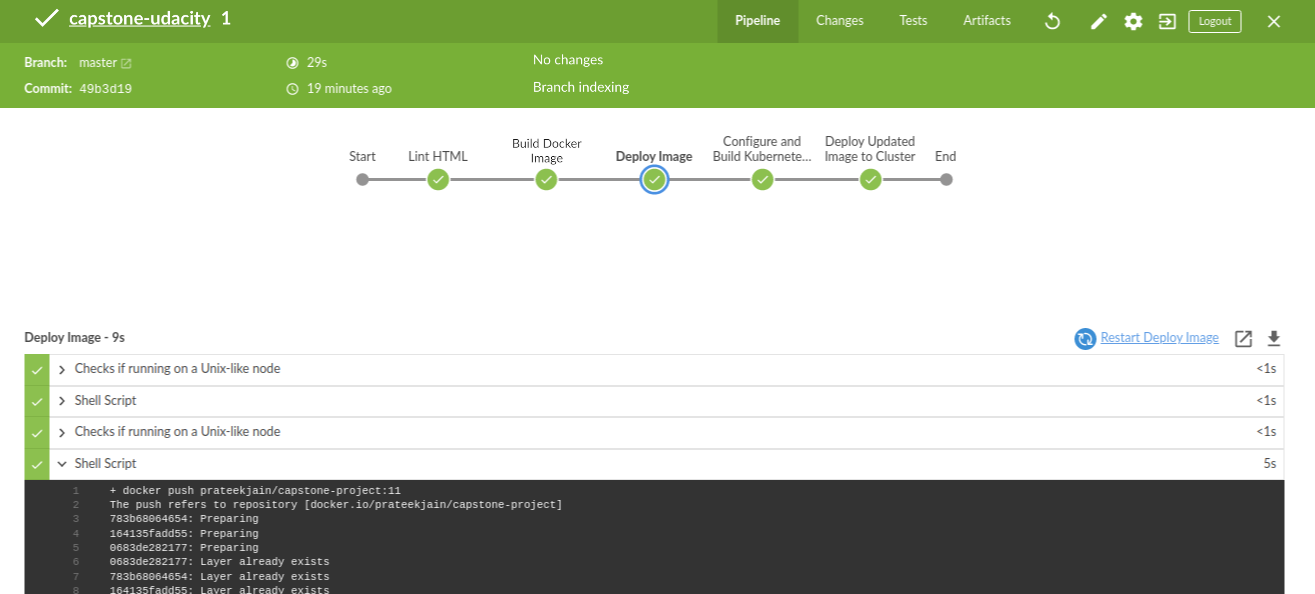 capstone-udacity 1
Pipeline Changes Tests Artifacts Logout
Branch: master 29s No changes
Commit: 49b3d19 19 minutes ago Branch indexing
Start
Lint HTML
Build Docker
Image
Deploy Image
Configure and
Build Kubernete...
Deploy Updated
Image to Cluster
End
Deploy Image - 9s Restart Deploy Image
Checks if running on a Unix-like node <1s
Shell Script <1s
Checks if running on a Unix-like node <1s
Shell Script 5s
1 + docker push prateekjain/capstone-project:11
2 The push refers to repository [docker.io/prateekjain/capstone-project]
3 783b68064654: Preparing
4 164135fadd55: Preparing
5 0683de282177: Preparing
6 0683de282177: Layer already exists
7 783b68064654: Layer already exists
8 164135fadd55: Layer already exists